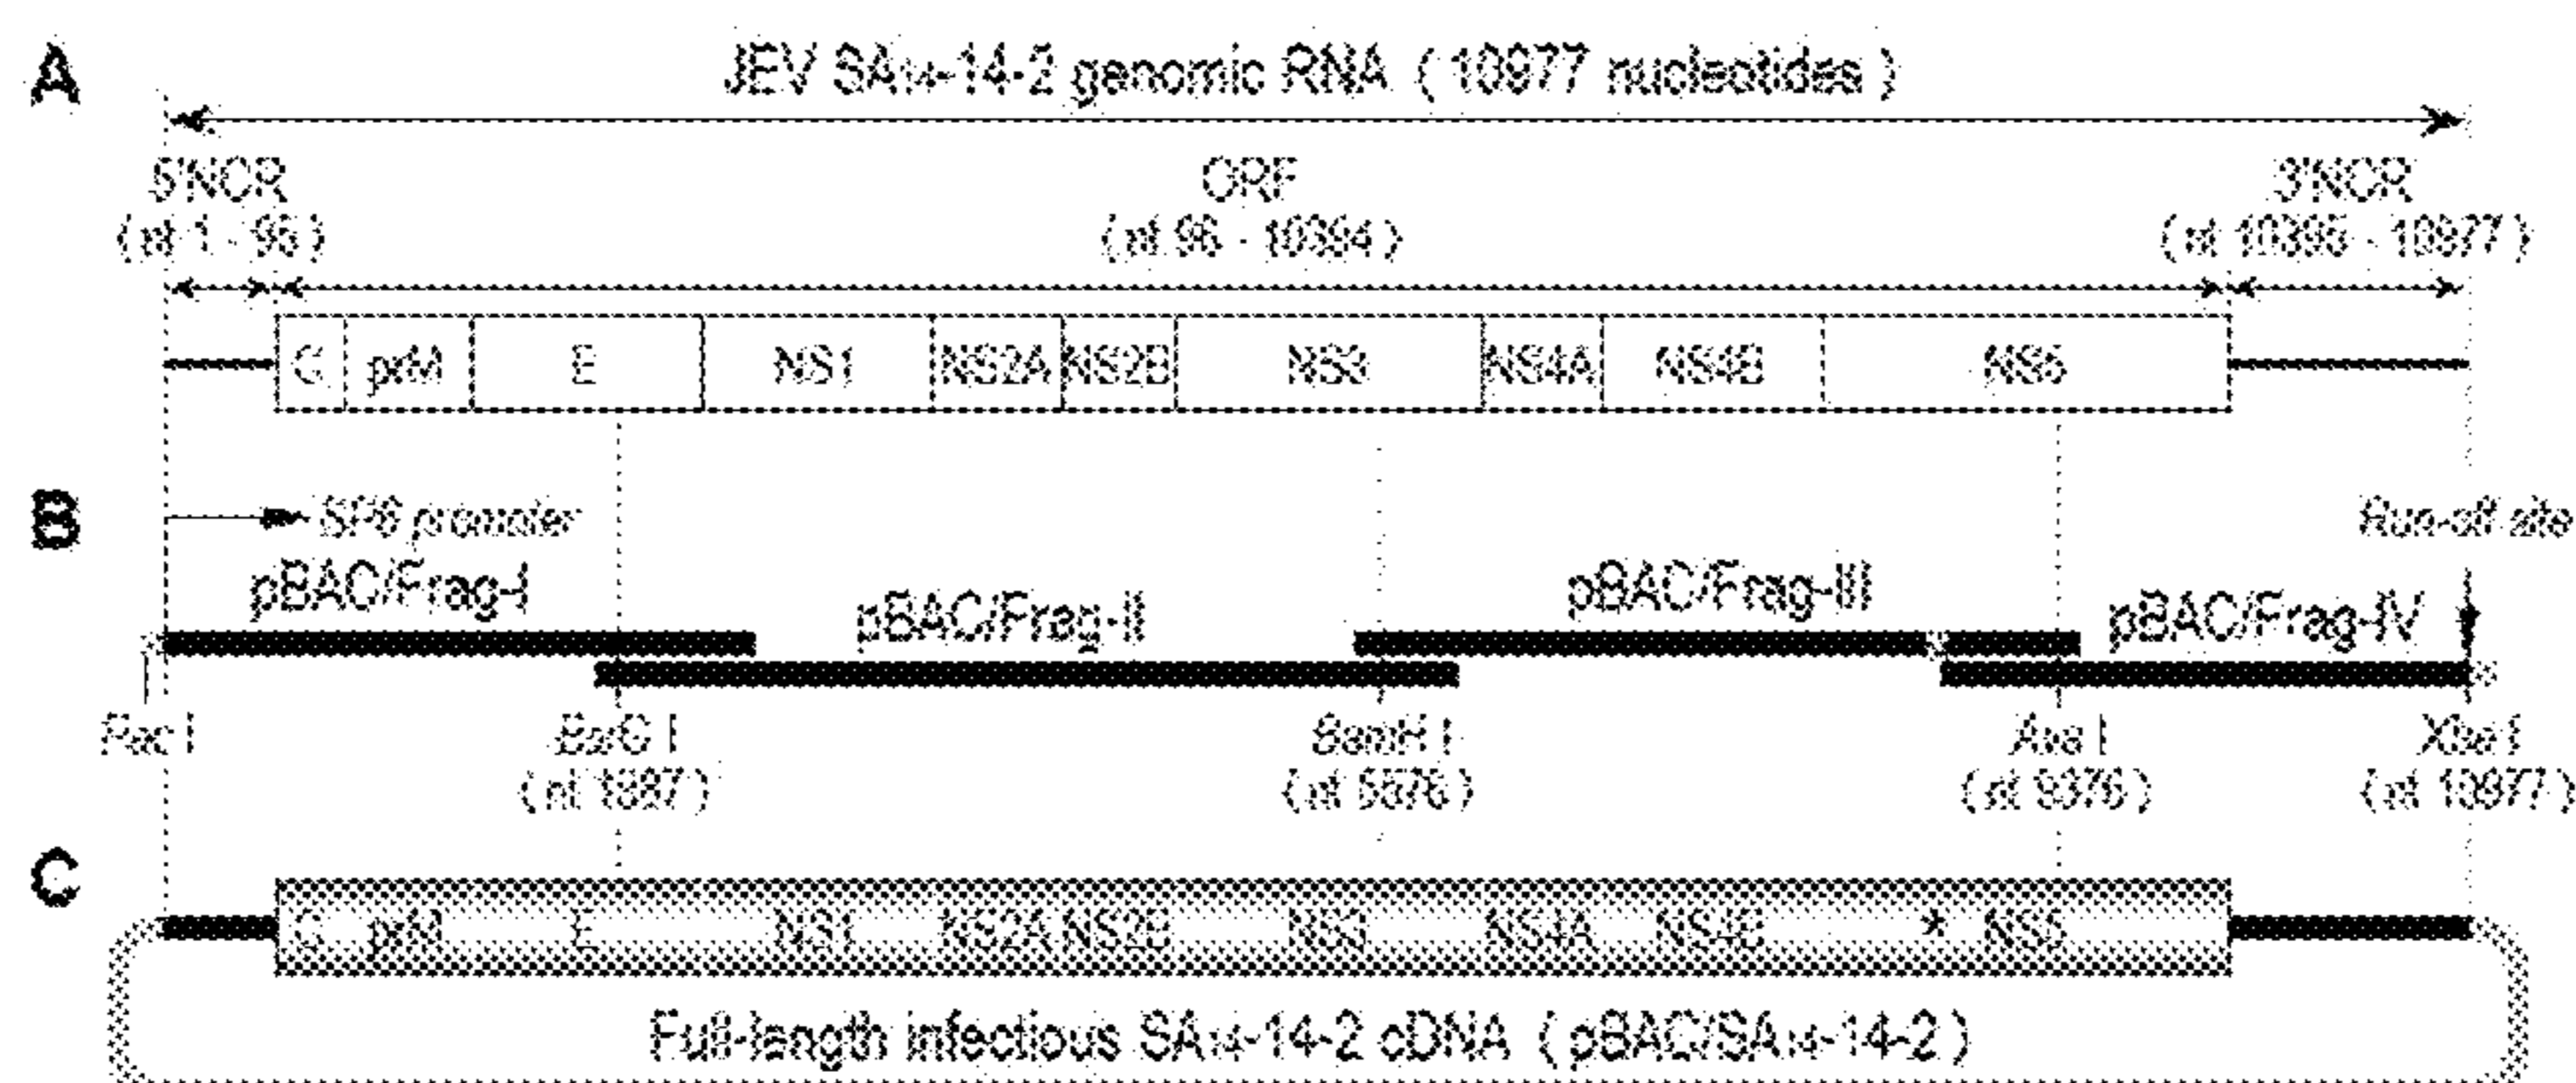 A
JEV SA14-14-2 genomic RNA ( 10977 nucleotides )
5'NCR ORF 3'NCR
( nt 1 - 95 ) ( nt 96 - 10394 ) ( nt 10395 - 10977 )
C prM E NS1 NS2A NS2B NS3 NS4A NS4B NS5
B
SP6 promoter Run-off site
pBAC/Frag-I pBAC/Frag-II pBAC/Frag-III pBAC/Frag-IV
Pac I BsrG I BamH I Ava I Xba I
( nt 5576 ) ( nt 9376 ) ( nt 10977 )
C
C prM E NS1 NS2A NS2B NS3 NS4A NS4B * NS5
Full-length infectious SA14-14-2 cDNA ( pBAC/SA14-14-2 )